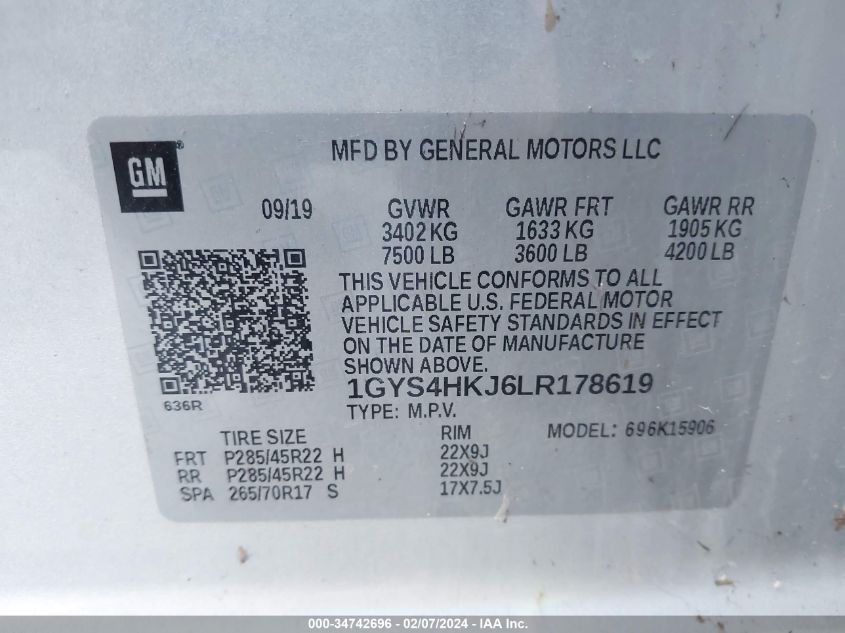 GM ®
MFD BY GENERAL MOTORS LLC
09/19 GVWR GAWR FRT GAWR RR
3402 KG 1633 KG 1905 KG
7500 LB 3600 LB 4200 LB
THIS VEHICLE CONFORMS TO ALL
APPLICABLE U.S. FEDERAL MOTOR
VEHICLE SAFETY STANDARDS IN EFFECT
ON THE DATE OF MANUFACTURE
SHOWN ABOVE.
1GYS4HKJ6LR178619
636R
TYPE: M.P.V.
TIRE SIZE RIM MODEL: 696K15906
FRT P285/45R22 H 22X9J
RR P285/45R22 H 22X9J
SPA 265/70R17 S 17X7.5J
000-34742696 - 02/07/2024 - IAA Inc.